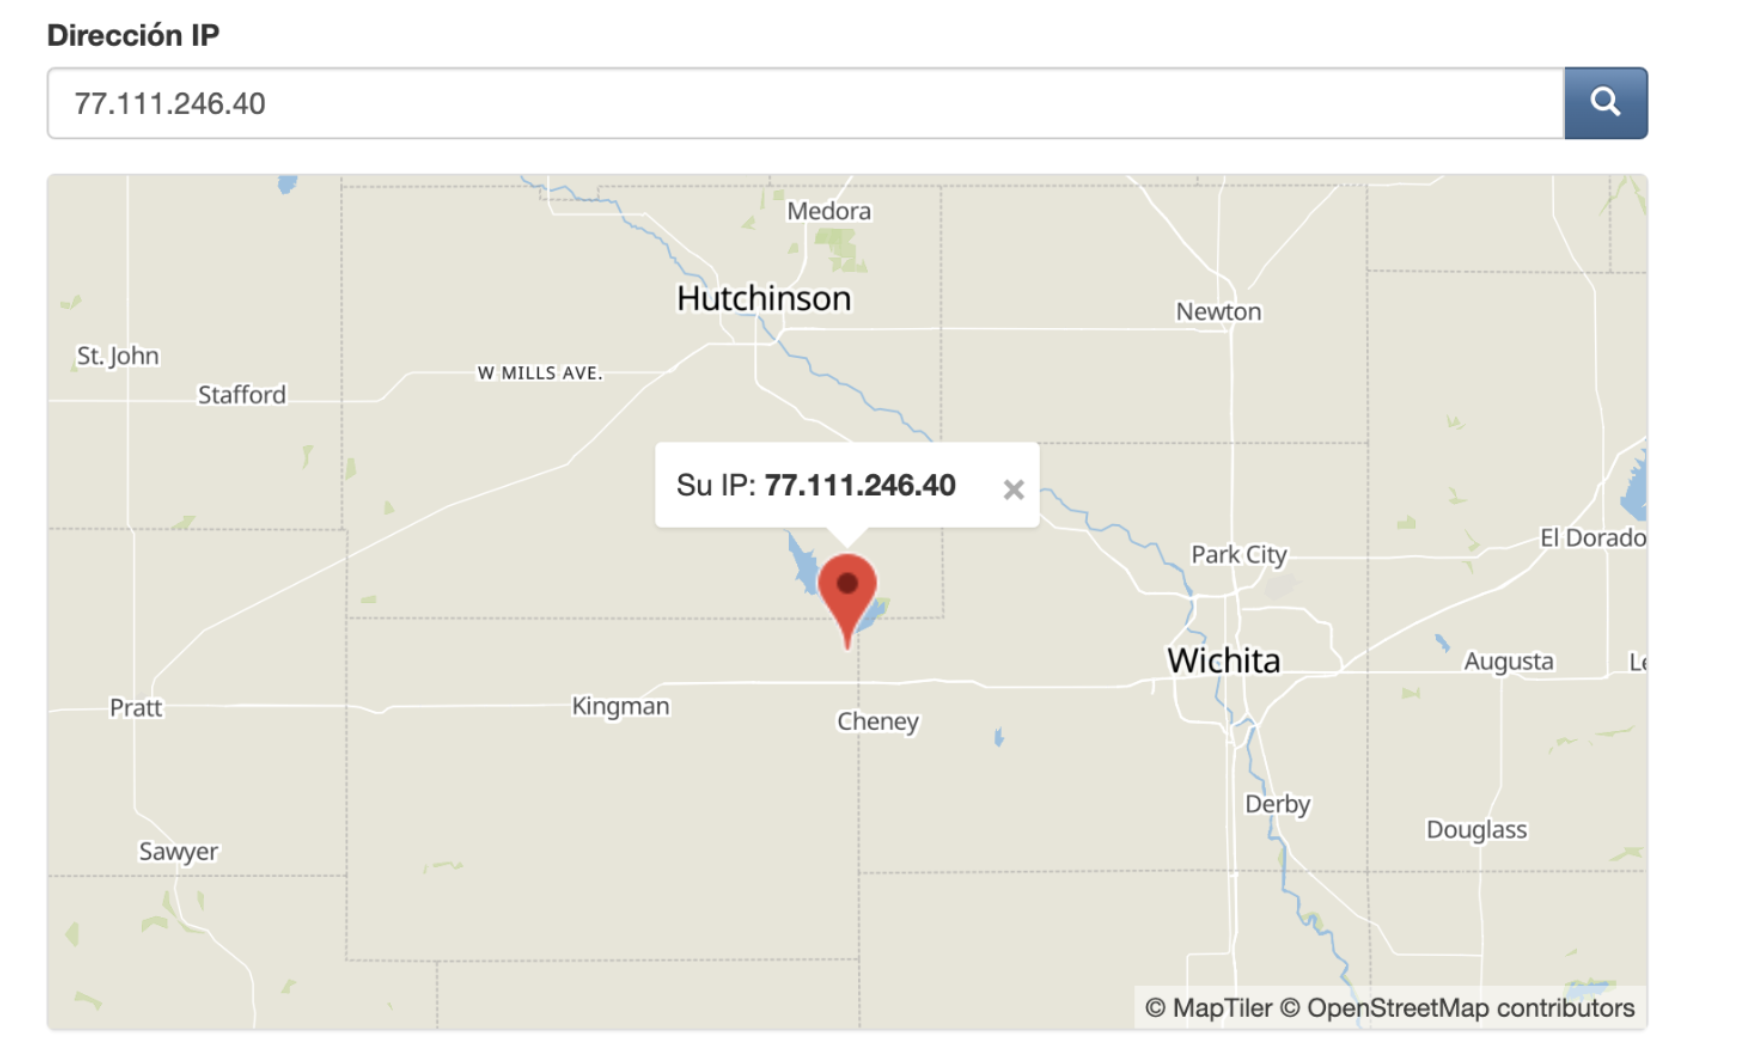 Dirección IP
77.111.246.40
Medora
Hutchinson
Newton
St. John
W MILLS AVE.
Stafford
Su IP: 77.111.246.40 ×
El Dorado
Park City
Wichita
Augusta
Pratt
Kingman
Cheney
Derby
Douglass
Sawyer
© MapTiler © OpenStreetMap contributors